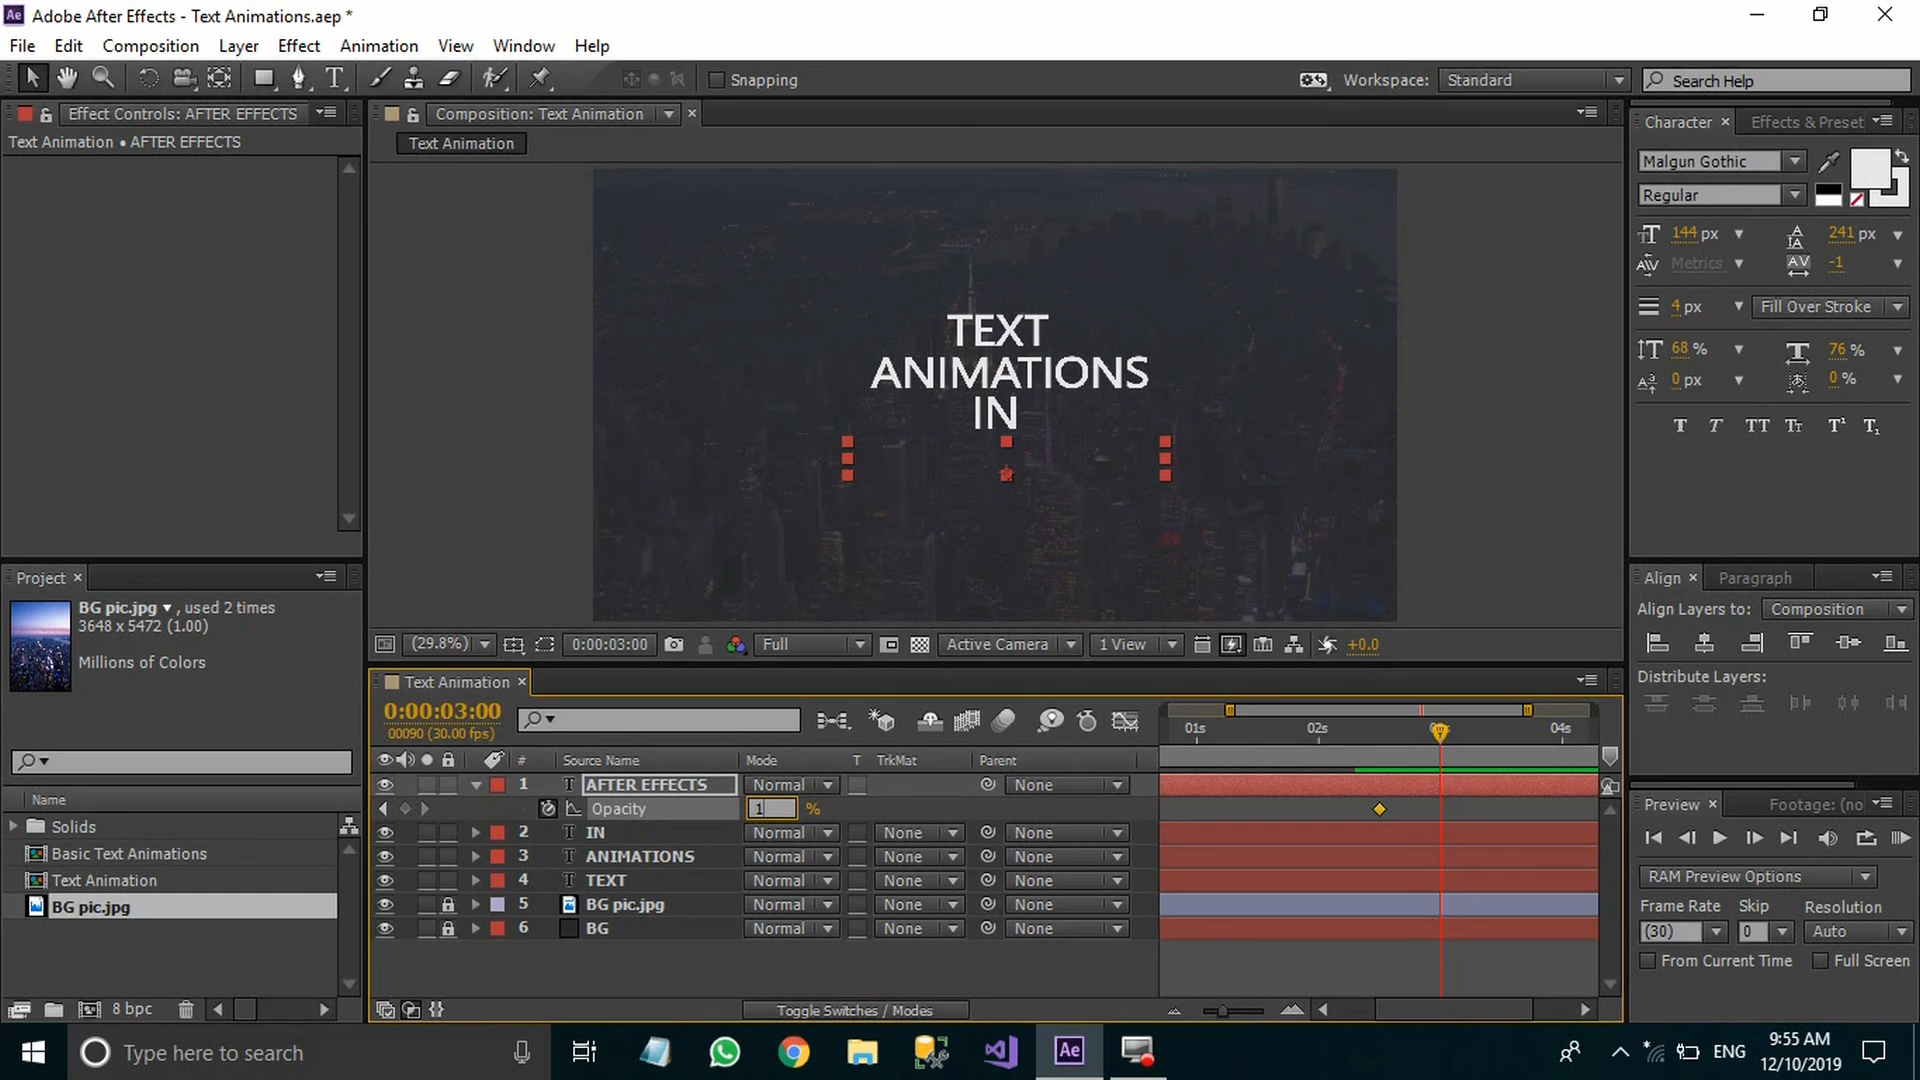 Ae Adobe After Effects - Text Animations.aep *
File Edit Composition Layer Effect Animation View Window Help
Snapping Workspace: Standard Search Help
Effect Controls: AFTER EFFECTS
Text Animation • AFTER EFFECTS
Composition: Text Animation
Text Animation
TEXT
ANIMATIONS
IN
(29.8%) 0:00:03:00 Full Active Camera 1 View +0.0
Character Effects & Preset
Malgun Gothic
Regular
144 px 241 px
Metrics -1
4 px Fill Over Stroke
68 % 76 %
0 px 0 %
T T TT Tт T¹ T₁
Project
BG pic.jpg , used 2 times
3648 x 5472 (1.00)
Millions of Colors
Name
Solids
Basic Text Animations
Text Animation
BG pic.jpg
8 bpc
Align Paragraph
Align Layers to: Composition
Distribute Layers:
Text Animation
0:00:03:00
00090 (30.00 fps)
01s 02s 04s
# Source Name Mode T TrkMat Parent
1 T AFTER EFFECTS Normal None
Opacity 1 %
2 T IN Normal None None
3 T ANIMATIONS Normal None None
4 T TEXT Normal None None
5 BG pic.jpg Normal None None
6 BG Normal None None
Toggle Switches / Modes
Preview Footage: (no
RAM Preview Options
Frame Rate Skip Resolution
(30) 0 Auto
From Current Time Full Screen
Type here to search
Ae
ENG
9:55 AM
12/10/2019